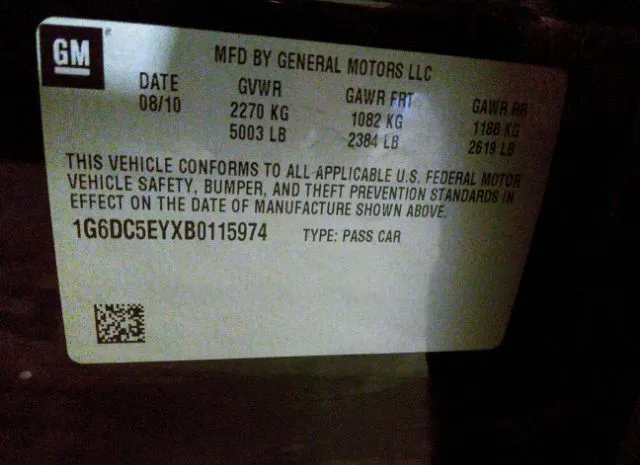 GM
MFD BY GENERAL MOTORS LLC
DATE GVWR GAWR FRT GAWR RR
08/10 2270 KG 1082 KG 1188 KG
5003 LB 2384 LB 2619 LB
THIS VEHICLE CONFORMS TO ALL APPLICABLE U.S. FEDERAL MOTOR
VEHICLE SAFETY, BUMPER, AND THEFT PREVENTION STANDARDS IN
EFFECT ON THE DATE OF MANUFACTURE SHOWN ABOVE.
1G6DC5EYXB0115974 TYPE: PASS CAR